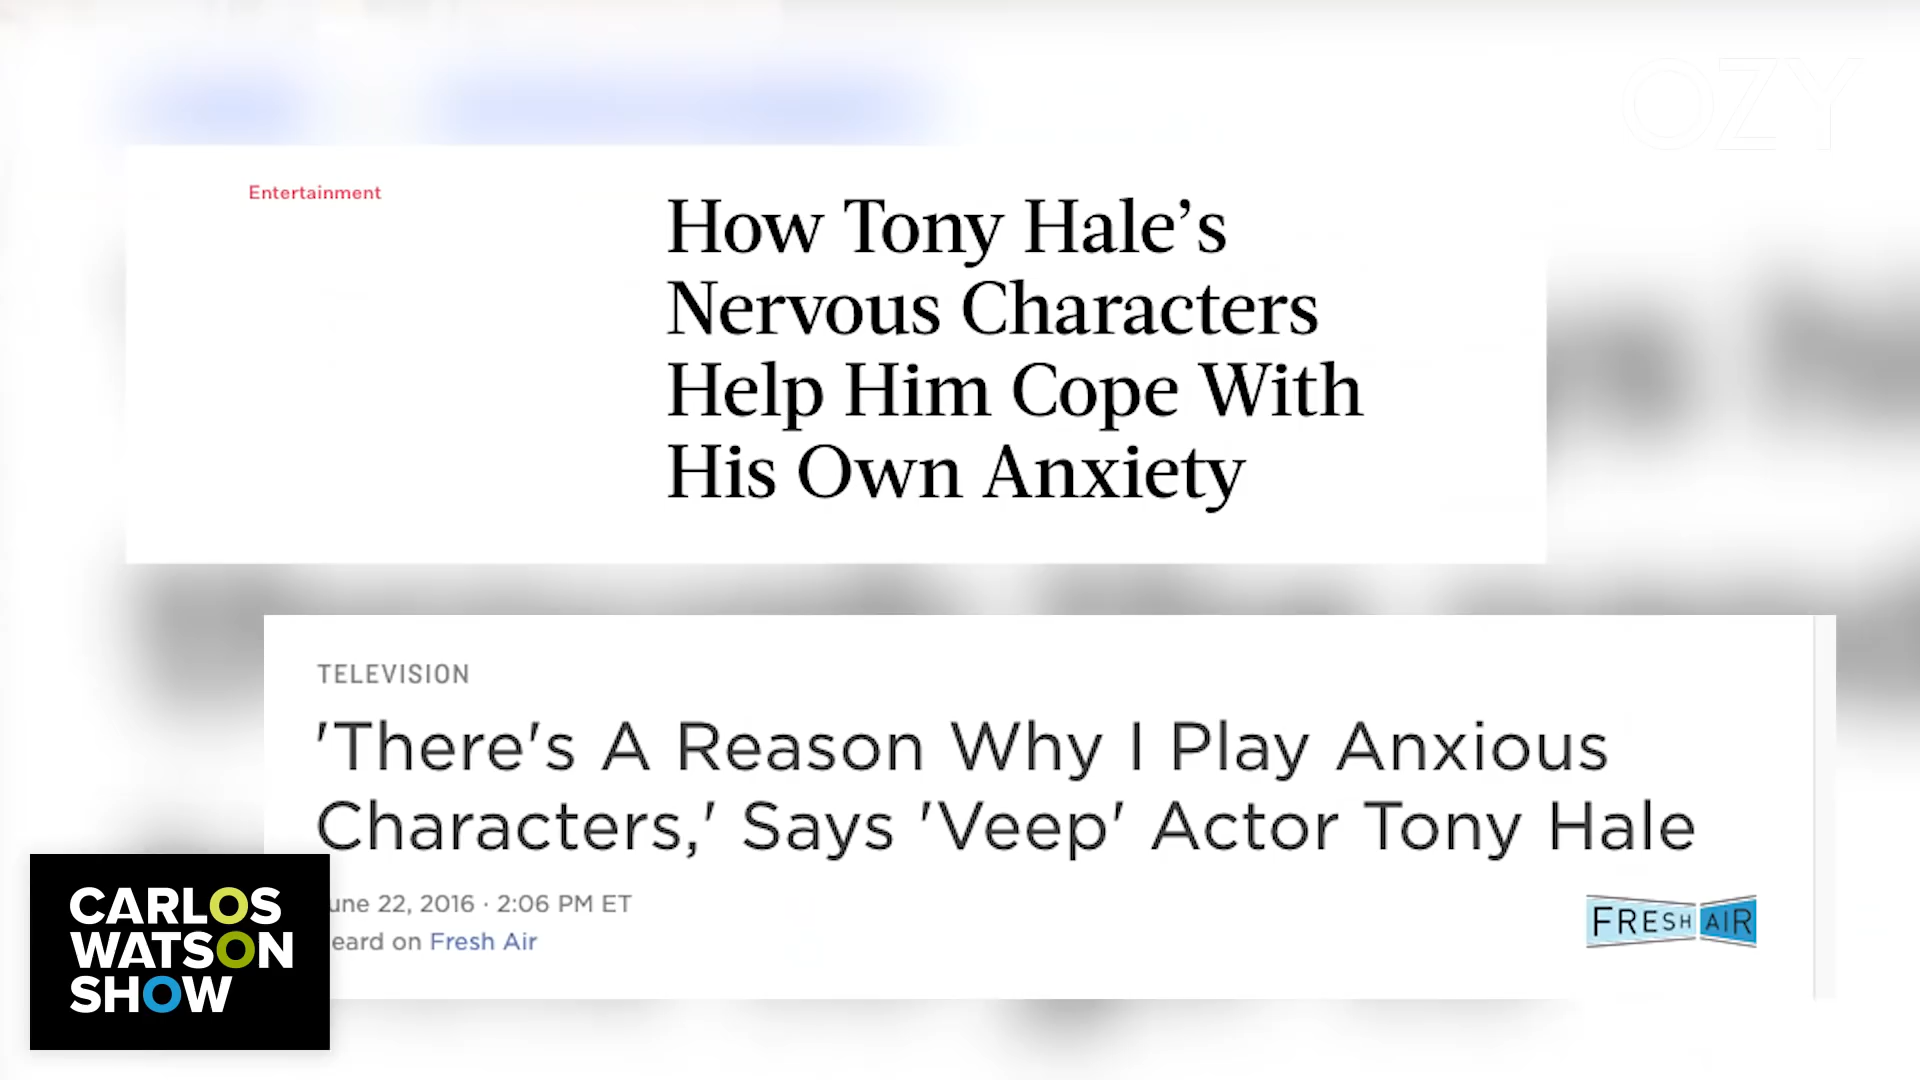 OZY
Entertainment
How Tony Hale’s
Nervous Characters
Help Him Cope With
His Own Anxiety
TELEVISION
'There's A Reason Why I Play Anxious
Characters,' Says 'Veep' Actor Tony Hale
une 22, 2016 · 2:06 PM ET
eard on Fresh Air
FRESH AIR
CARLOS
WATSON
SHOW